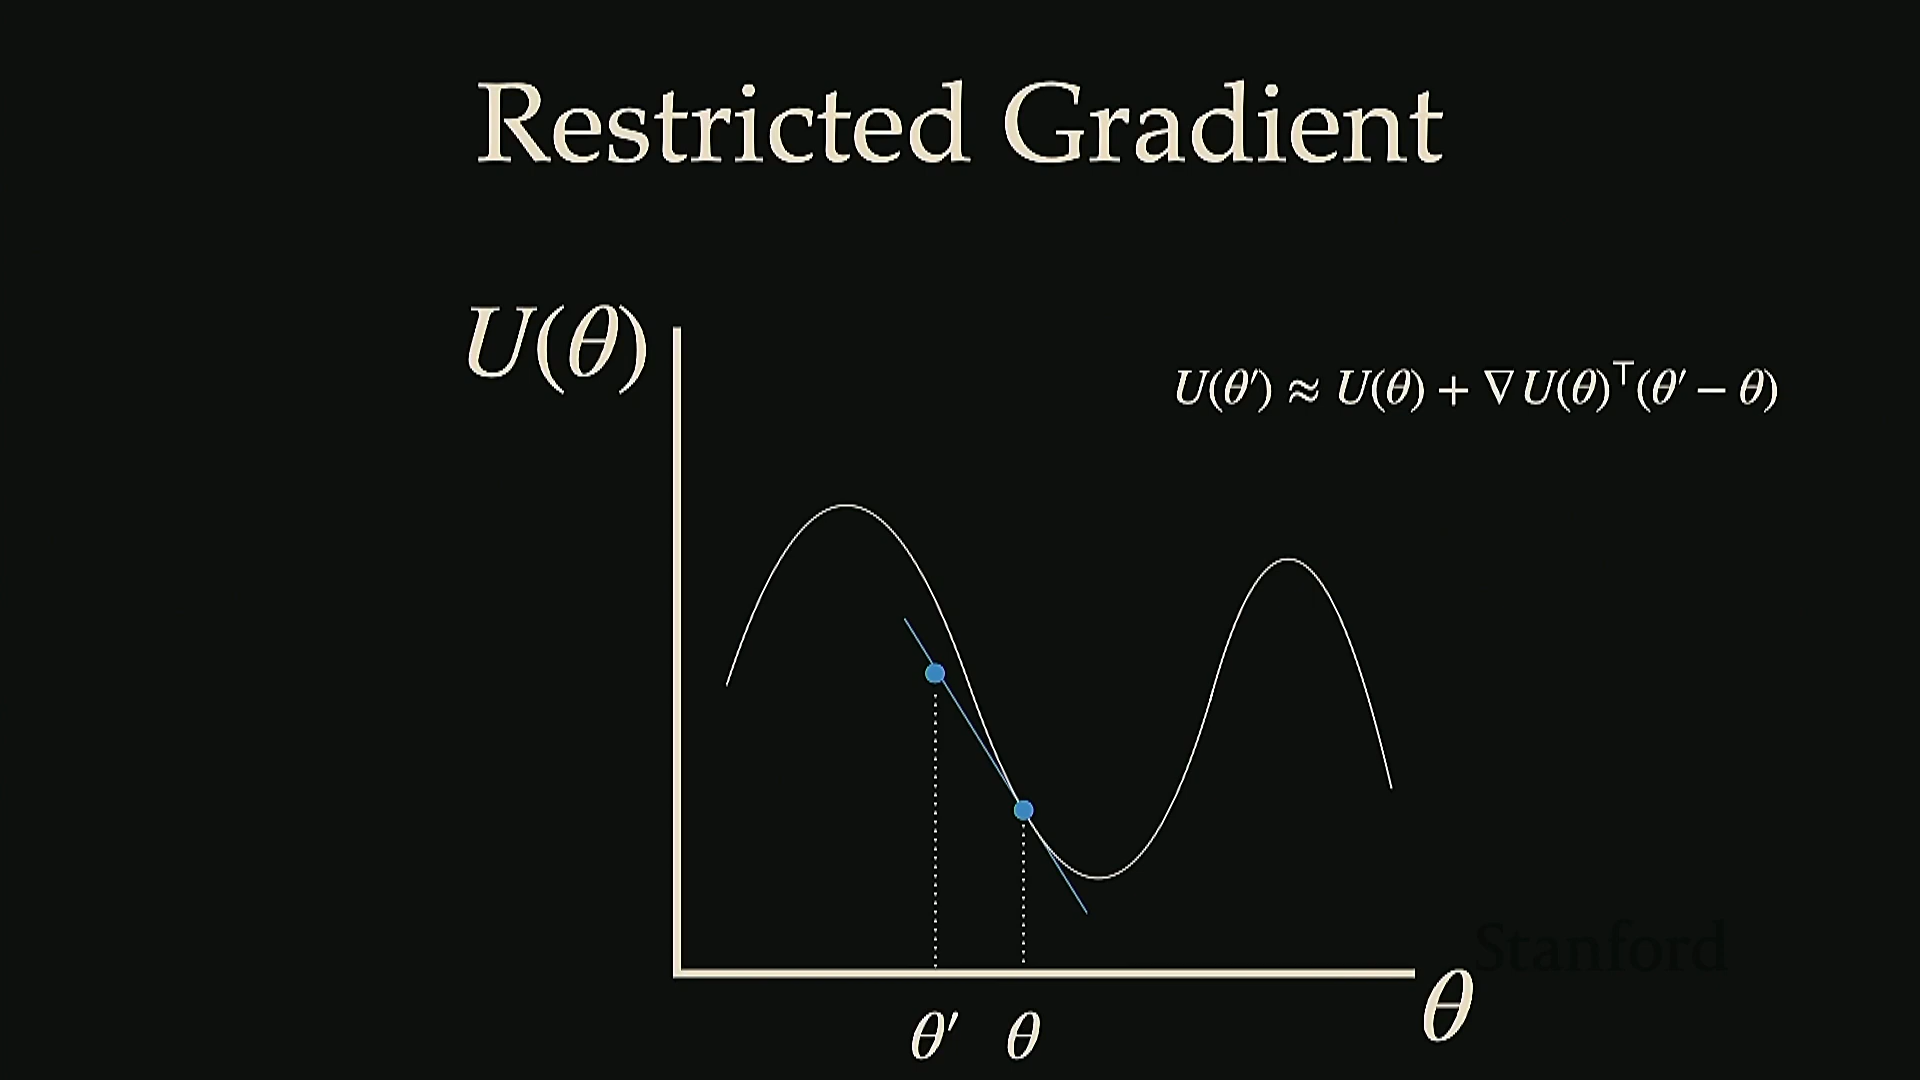 Restricted Gradient
U(θ)
U(θ′) ≈ U(θ) + ∇U(θ)⊤(θ′ − θ)
Stanford
θ
θ′ θ